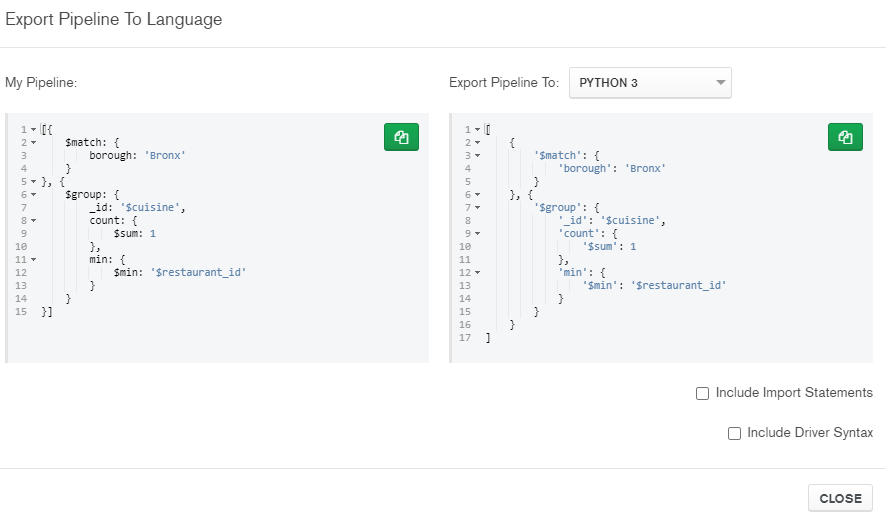 Export Pipeline To Language
My Pipeline:
1 [{
2     $match: {
3         borough: 'Bronx'
4     }
5 }, {
6     $group: {
7         _id: '$cuisine',
8         count: {
9             $sum: 1
10         },
11         min: {
12             $min: '$restaurant_id'
13         }
14     }
15 }]
Export Pipeline To: PYTHON 3
1 [
2     {
3         '$match': {
4             'borough': 'Bronx'
5         }
6     }, {
7         '$group': {
8             '_id': '$cuisine',
9             'count': {
10                 '$sum': 1
11             },
12             'min': {
13                 '$min': '$restaurant_id'
14             }
15         }
16     }
17 ]
Include Import Statements
Include Driver Syntax
CLOSE